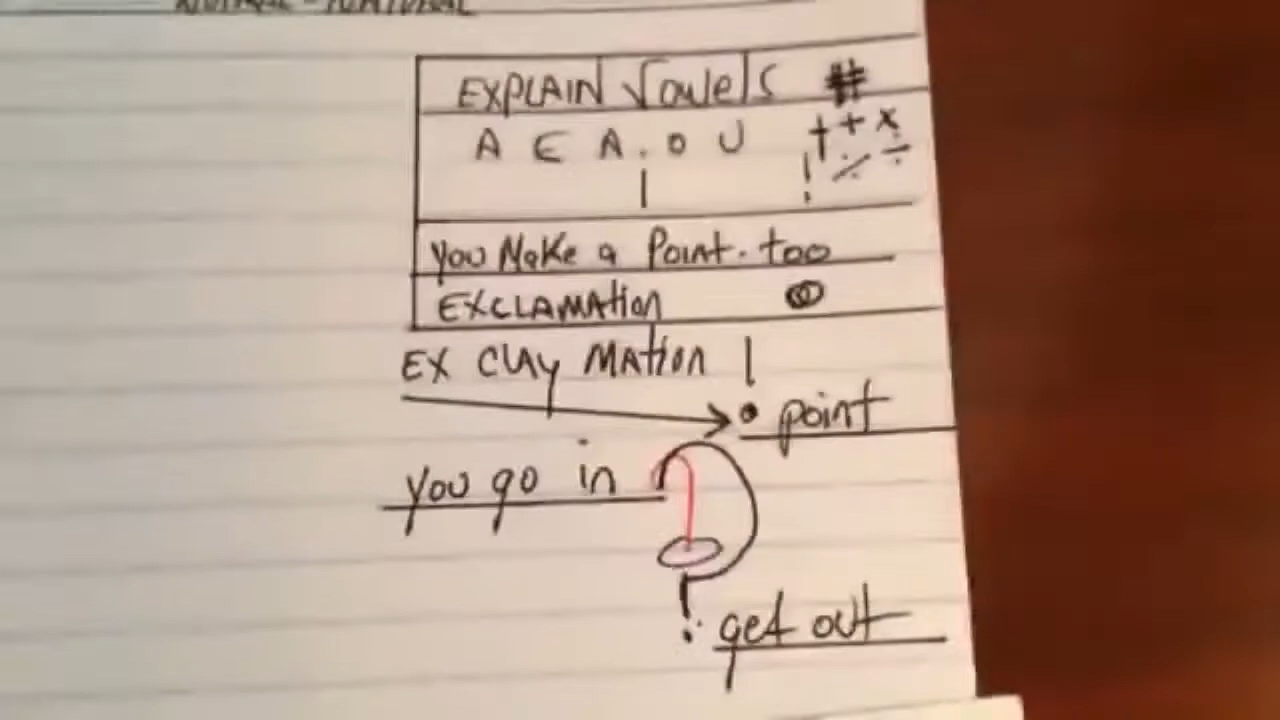 EXPLAIN VowelS #
A E A . O U † + x
| ! ٪ ÷
You Make a Point. too
EXCLAMAtion
EX Clay MAtion !
point
you go in
get out